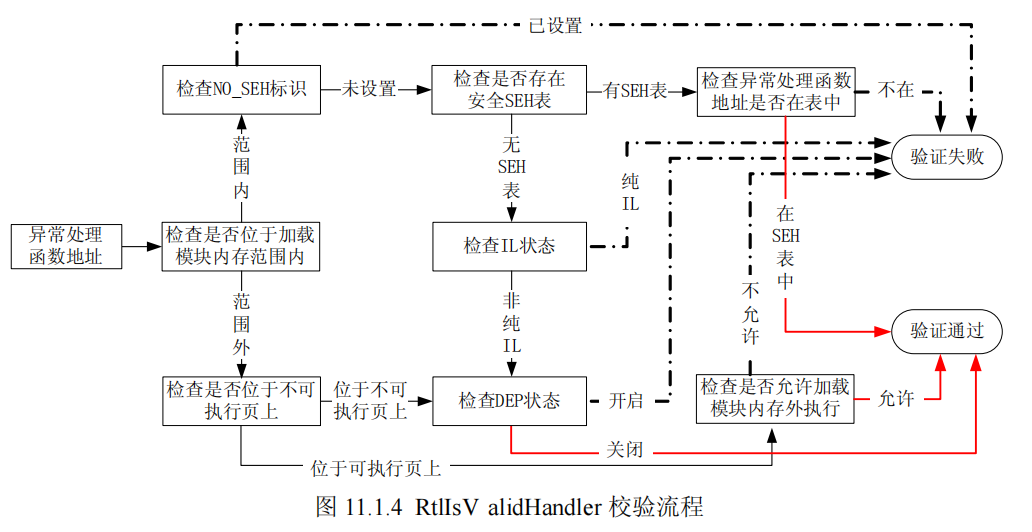 已设置
检查NO_SEH标识
未设置
检查是否存在
安全SEH表
有SEH表
检查异常处理函数
地址是否在表中
不在
验证失败
范围内
无SEH表
纯IL
在SEH表中
异常处理
函数地址
检查是否位于加载
模块内存范围内
检查IL状态
不允许
范围外
非纯IL
验证通过
检查是否位于不可
执行页上
位于不可
执行页上
检查DEP状态
开启
检查是否允许加载
模块内存外执行
允许
关闭
位于可执行页上
图 11.1.4 RtlIsV alidHandler 校验流程